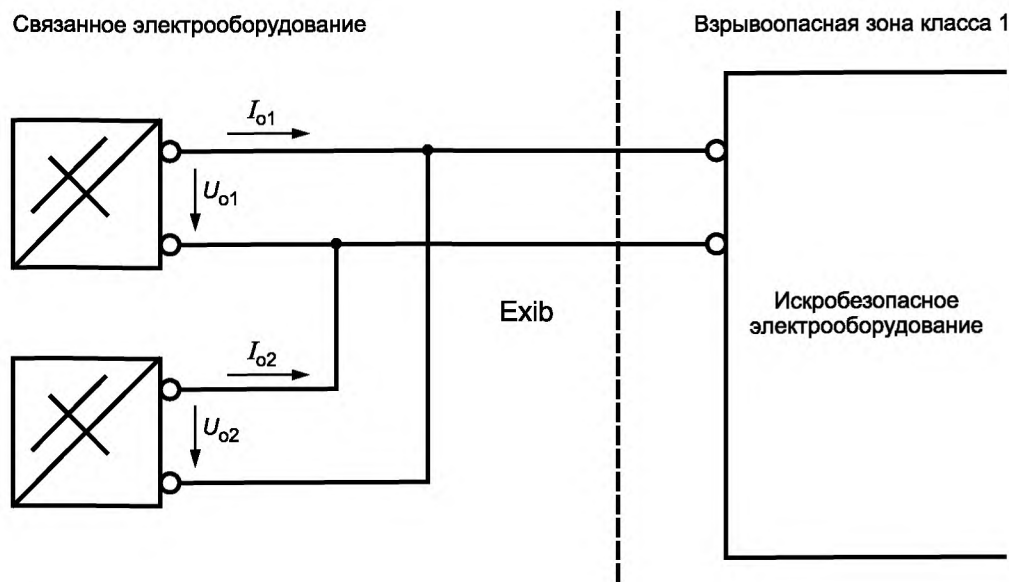 Связанное электрооборудование
Взрывоопасная зона класса 1
Io1
Uo1
Exib
Искробезопасное
электрооборудование
Io2
Uo2